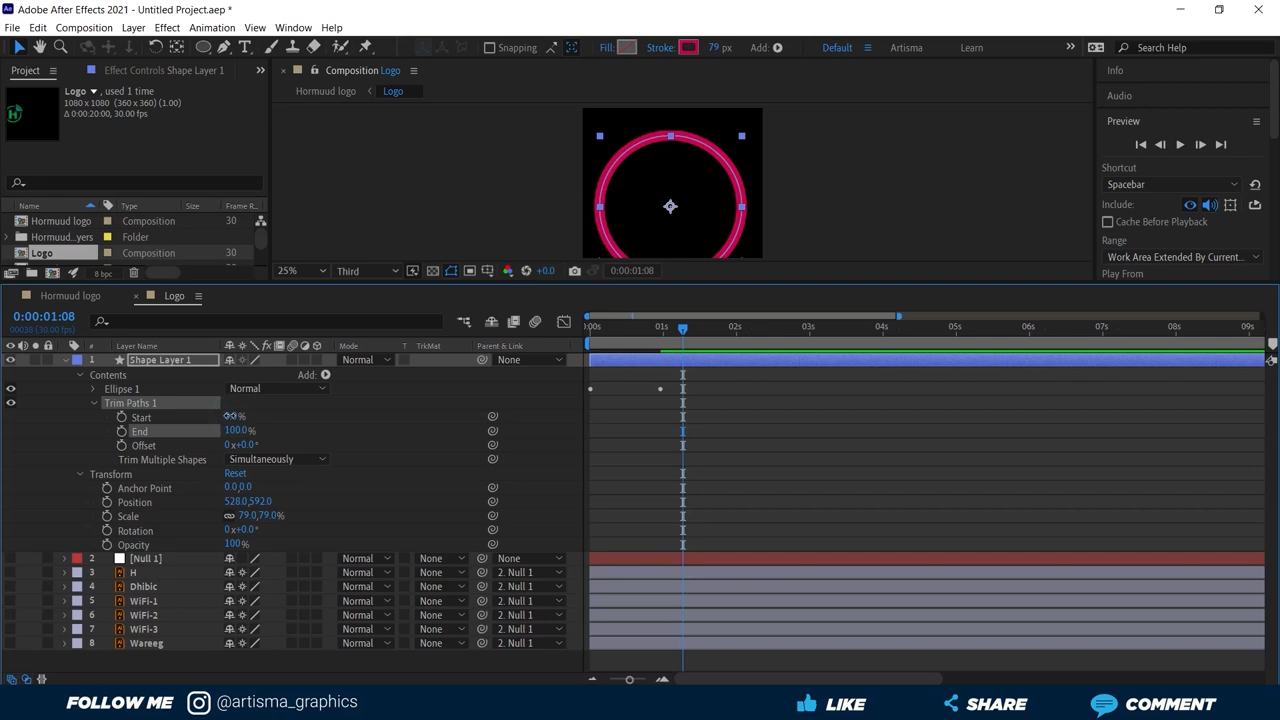 Adobe After Effects 2021 - Untitled Project.aep *
File Edit Composition Layer Effect Animation View Window Help
Snapping Fill: Stroke: 79 px Add: Default Artisma Learn Search Help
Project Effect Controls Shape Layer 1 Composition Logo Info
Logo , used 1 time
1080 x 1080 (360 x 360) (1.00)
Δ 0:00:20:00, 30.00 fps)
Hormuud logo Logo
Audio
Preview
Shortcut
Spacebar
Include:
Cache Before Playback
Range
Work Area Extended By Current...
Play From
Name Type Size Frame R...
Hormuud logo Composition 30
Hormuud...yers Folder
Logo Composition 30
8 bpc
25% Third +0.0 0:00:01:08
Hormuud logo Logo
0:00:01:08
00038 (30.00 fps)
:00s 01s 02s 03s 04s 05s 06s 07s 08s 09s
# Layer Name Mode T TrkMat Parent & Link
1 Shape Layer 1 Normal None
Contents Add:
Ellipse 1 Normal
Trim Paths 1
Start %
End 100.0%
Offset 0x+0.0°
Trim Multiple Shapes Simultaneously
Transform Reset
Anchor Point 0.0,0.0
Position 528.0,592.0
Scale 79.0,79.0%
Rotation 0x+0.0°
Opacity 100%
2 [Null 1] Normal None None
3 H Normal None 2. Null 1
4 Dhibic Normal None 2. Null 1
5 WiFi-1 Normal None 2. Null 1
6 WiFi-2 Normal None 2. Null 1
7 WiFi-3 Normal None 2. Null 1
8 Wareeg Normal None 2. Null 1
FOLLOW ME @artisma_graphics LIKE SHARE COMMENT